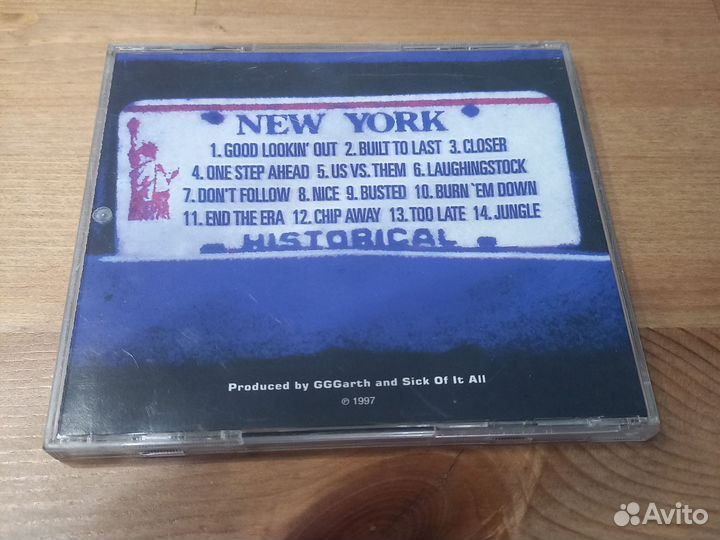 NEW YORK
1. GOOD LOOKIN' OUT 2. BUILT TO LAST 3. CLOSER
4. ONE STEP AHEAD 5. US VS. THEM 6. LAUGHINGSTOCK
7. DON'T FOLLOW 8. NICE 9. BUSTED 10. BURN `EM DOWN
11. END THE ERA 12. CHIP AWAY 13. TOO LATE 14. JUNGLE
HISTORICAL
Produced by GGGarth and Sick Of It All
℗ 1997
Avito